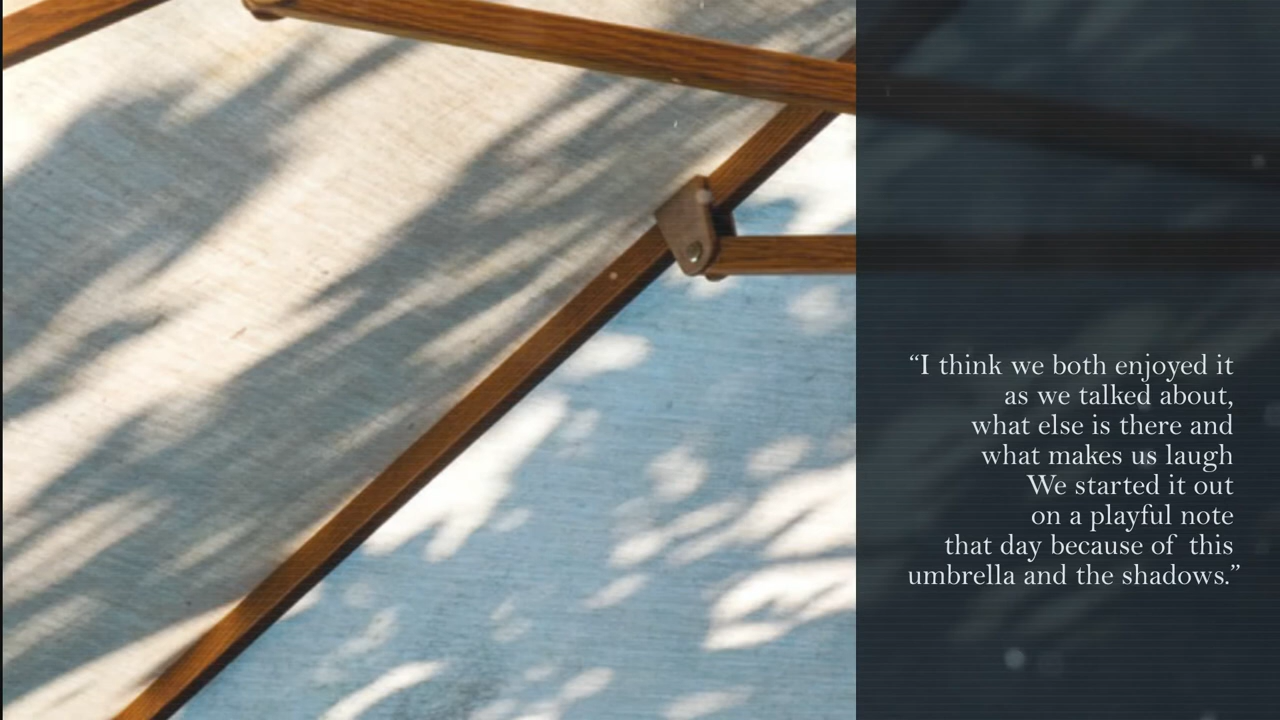 “I think we both enjoyed it
as we talked about,
what else is there and
what makes us laugh
We started it out
on a playful note
that day because of  this
umbrella and the shadows.”